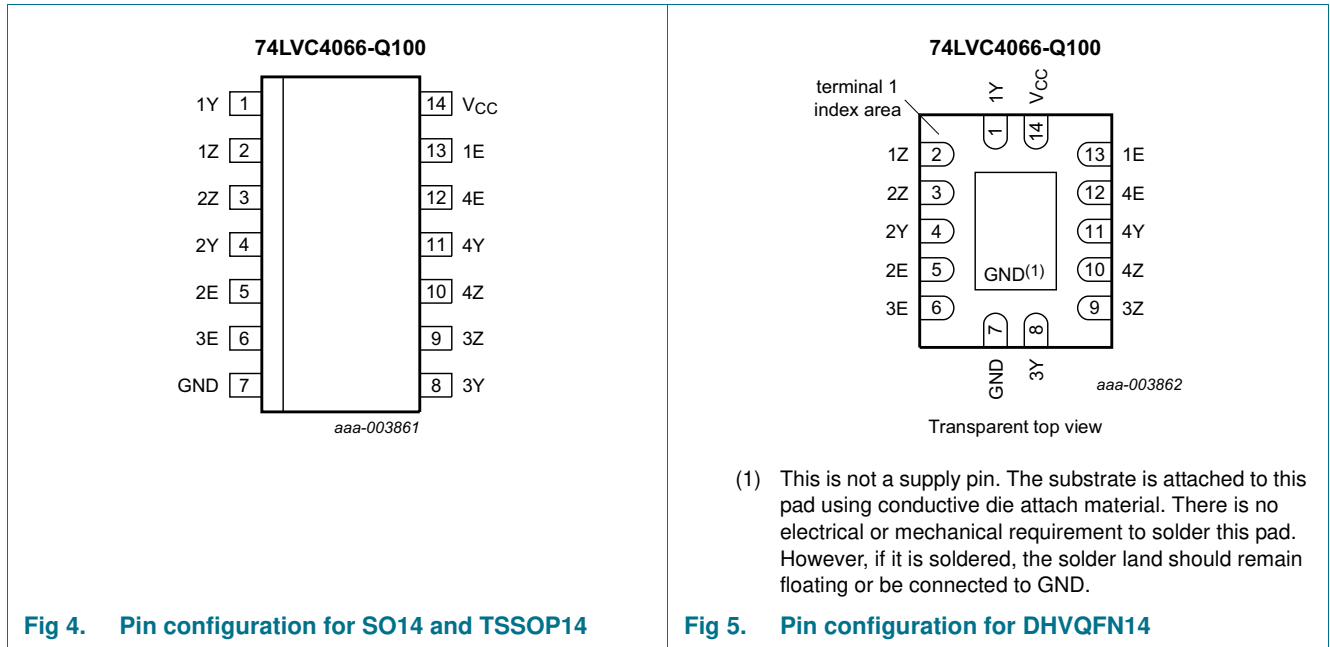 74LVC4066-Q100
1Y 1
14 VCC
1Z 2
13 1E
2Z 3
12 4E
2Y 4
11 4Y
2E 5
10 4Z
3E 6
9 3Z
GND 7
8 3Y
aaa-003861
Fig 4. Pin configuration for SO14 and TSSOP14
74LVC4066-Q100
terminal 1
index area
1Y
VCC
1
14
1Z 2
13 1E
2Z 3
12 4E
2Y 4
11 4Y
2E 5
10 4Z
3E 6
9 3Z
GND(1)
7
8
GND
3Y
aaa-003862
Transparent top view
(1) This is not a supply pin. The substrate is attached to this
pad using conductive die attach material. There is no
electrical or mechanical requirement to solder this pad.
However, if it is soldered, the solder land should remain
floating or be connected to GND.
Fig 5. Pin configuration for DHVQFN14